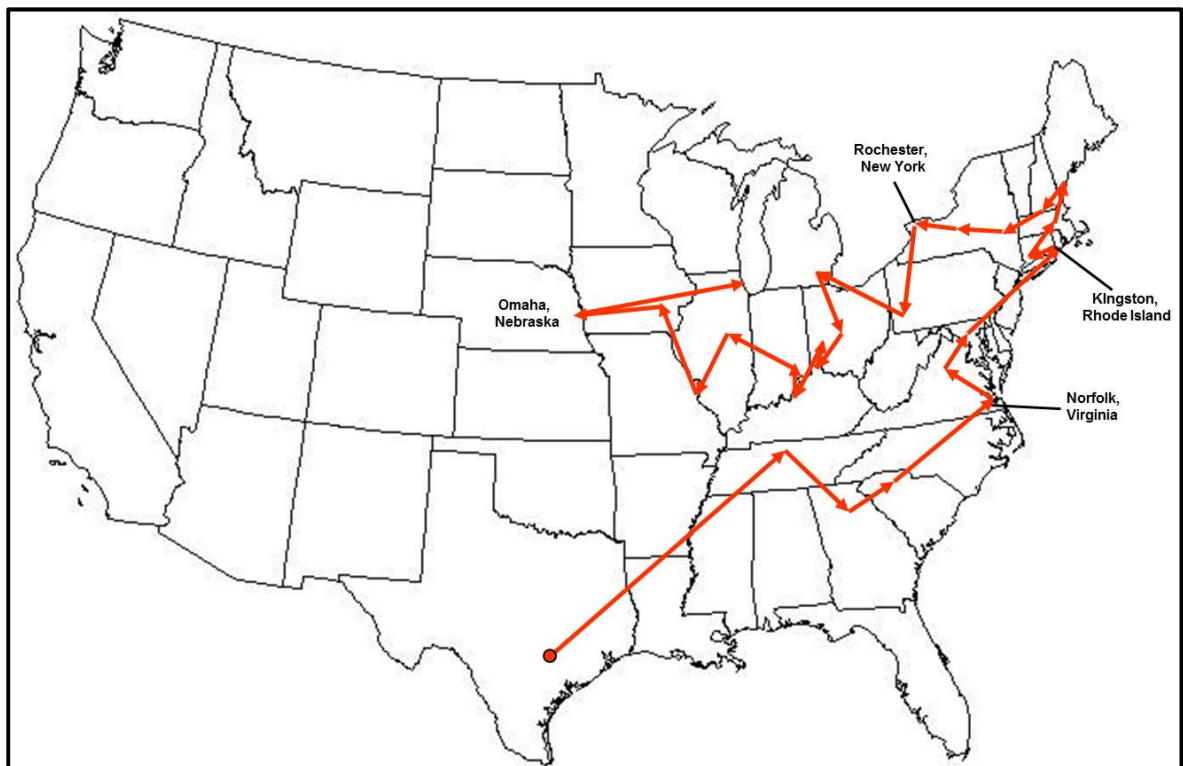 Rochester,
New York
Omaha,
Nebraska
KIngston,
Rhode Island
Norfolk,
Virginia